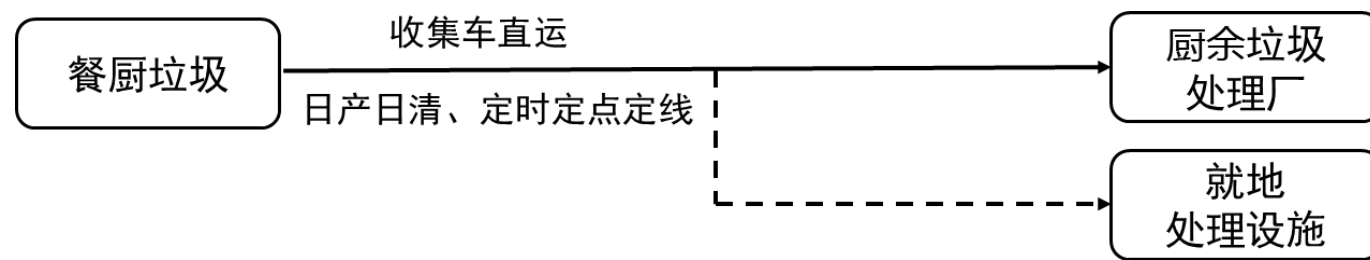 餐厨垃圾
收集车直运
日产日清、定时定点定线
厨余垃圾
处理厂
就地
处理设施